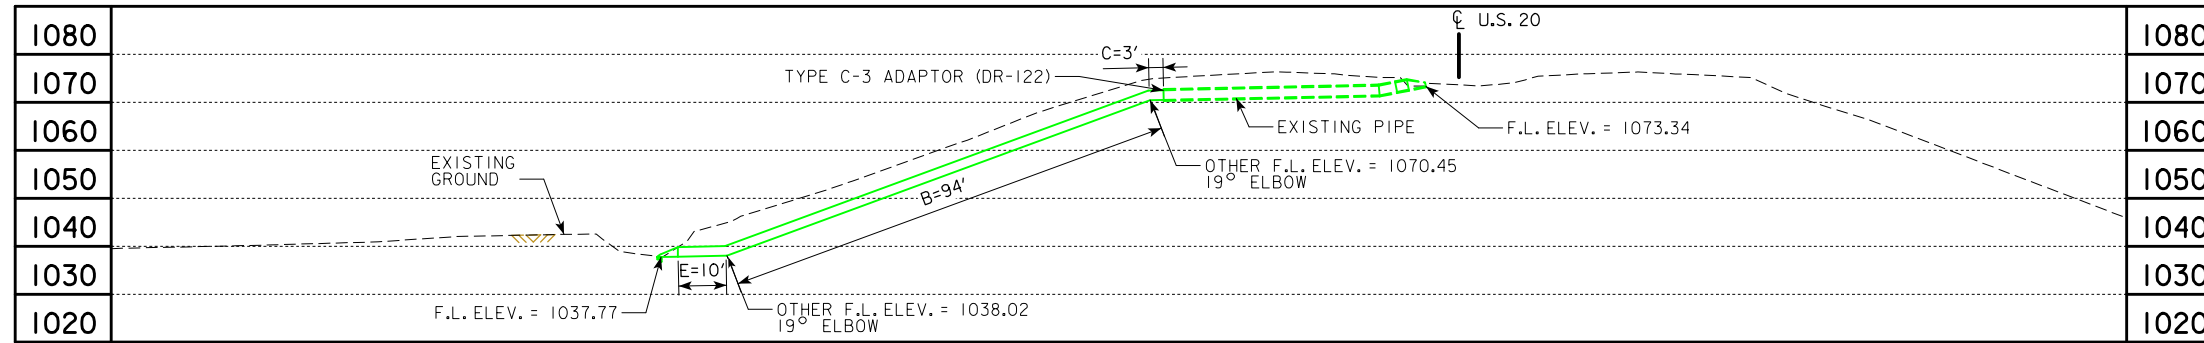 ℄ U.S. 20
1080
1080
C=3'
TYPE C-3 ADAPTOR (DR-122)
1070
1070
EXISTING PIPE
F.L. ELEV. = 1073.34
1060
1060
EXISTING
GROUND
OTHER F.L. ELEV. = 1070.45
19° ELBOW
1050
1050
B=94'
1040
1040
E=10'
1030
1030
F.L. ELEV. = 1037.77
OTHER F.L. ELEV. = 1038.02
19° ELBOW
1020
1020